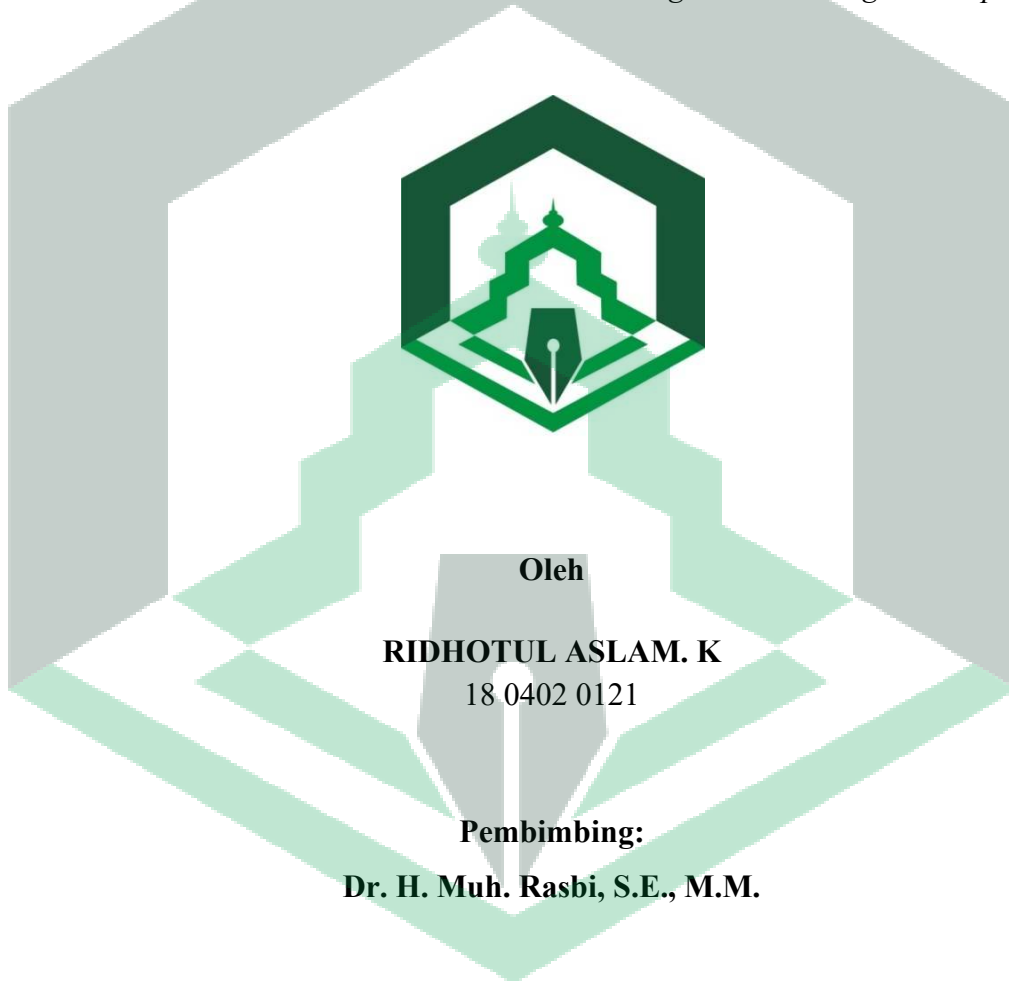 Oleh
RIDHOTUL ASLAM. K
18 0402 0121
Pembimbing:
Dr. H. Muh. Rasbi, S.E., M.M.